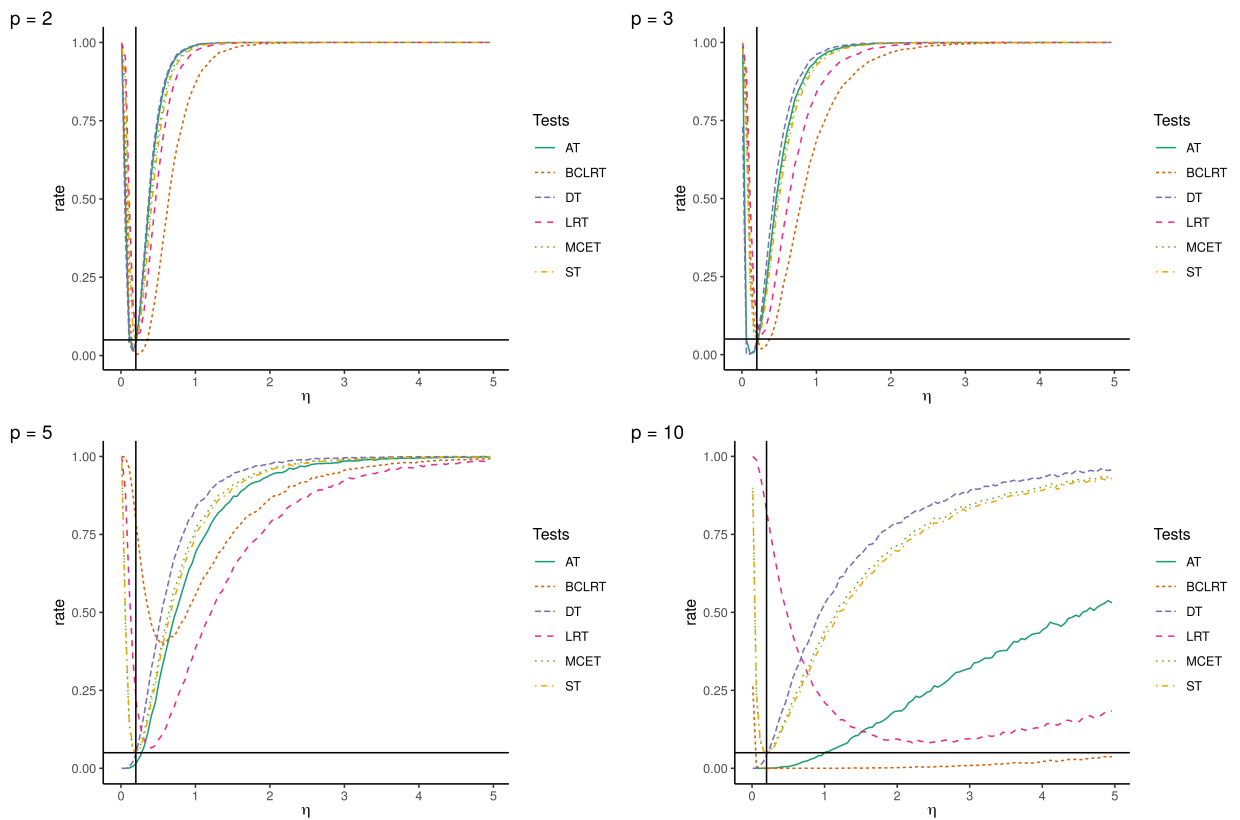 p = 2
1.00
0.75
0.50
0.25
0.00
rate
0 1 2 3 4 5
η
Tests
AT
BCLRT
DT
LRT
MCET
ST
p = 3
1.00
0.75
0.50
0.25
0.00
rate
0 1 2 3 4 5
η
Tests
AT
BCLRT
DT
LRT
MCET
ST
p = 5
1.00
0.75
0.50
0.25
0.00
rate
0 1 2 3 4 5
η
Tests
AT
BCLRT
DT
LRT
MCET
ST
p = 10
1.00
0.75
0.50
0.25
0.00
rate
0 1 2 3 4 5
η
Tests
AT
BCLRT
DT
LRT
MCET
ST